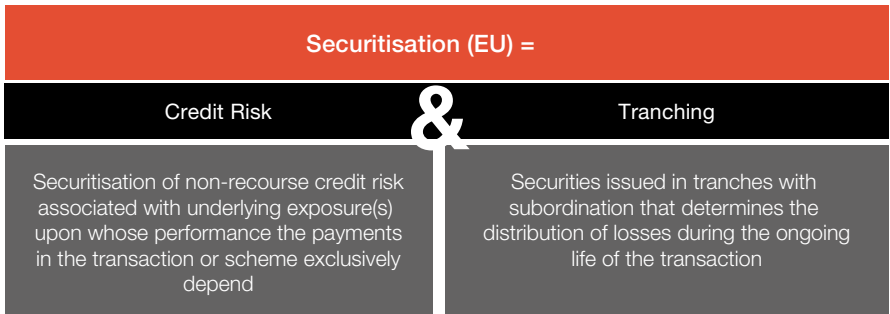 Securitisation (EU) =
Credit Risk
&
Tranching
Securitisation of non-recourse credit risk
associated with underlying exposure(s)
upon whose performance the payments
in the transaction or scheme exclusively
depend
Securities issued in tranches with
subordination that determines the
distribution of losses during the ongoing
life of the transaction